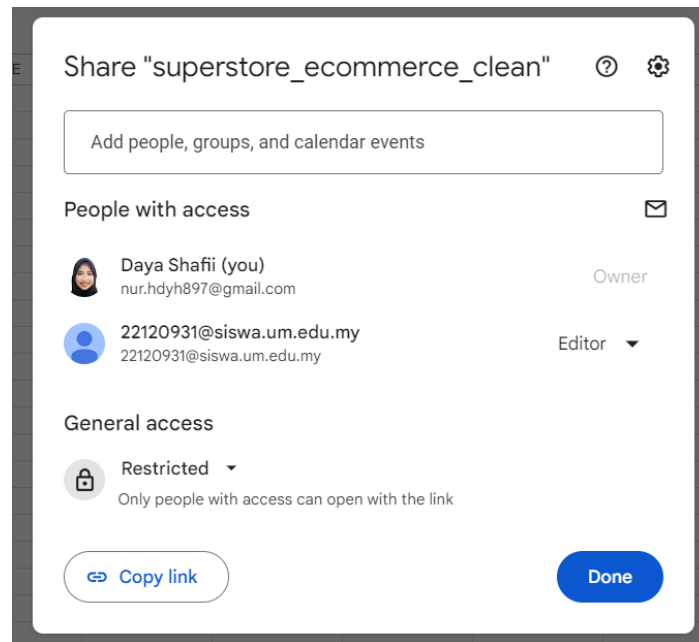 E
Share "superstore_ecommerce_clean"
Add people, groups, and calendar events
People with access
Daya Shafii (you)
nur.hdyh897@gmail.com
Owner
22120931@siswa.um.edu.my
22120931@siswa.um.edu.my
Editor
General access
Restricted
Only people with access can open with the link
Copy link
Done